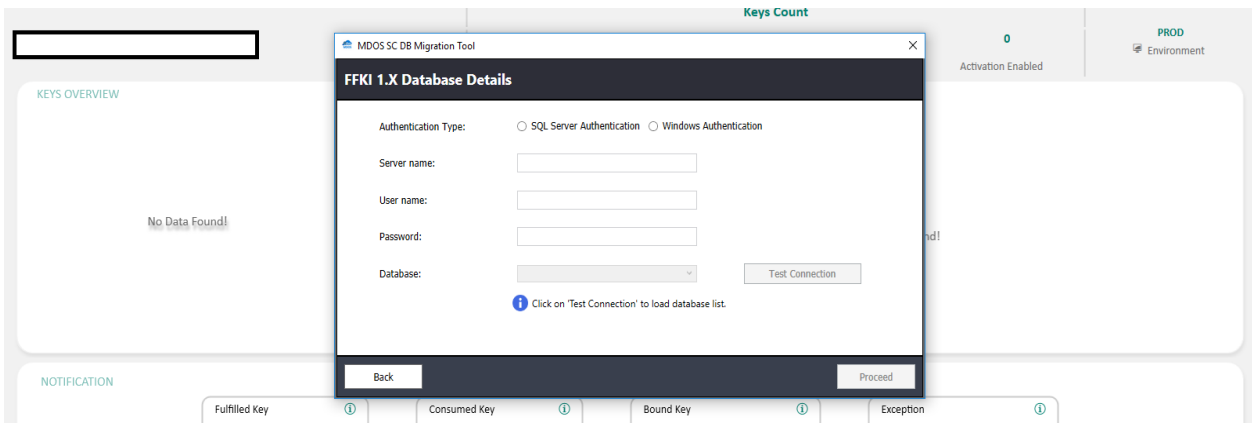 Keys Count
0
Activation Enabled
PROD
Environment
KEYS OVERVIEW
No Data Found!
nd!
MDOS SC DB Migration Tool
FFKI 1.X Database Details
Authentication Type: SQL Server Authentication Windows Authentication
Server name:
User name:
Password:
Database:
Test Connection
Click on 'Test Connection' to load database list.
Back
Proceed
NOTIFICATION
Fulfilled Key
Consumed Key
Bound Key
Exception